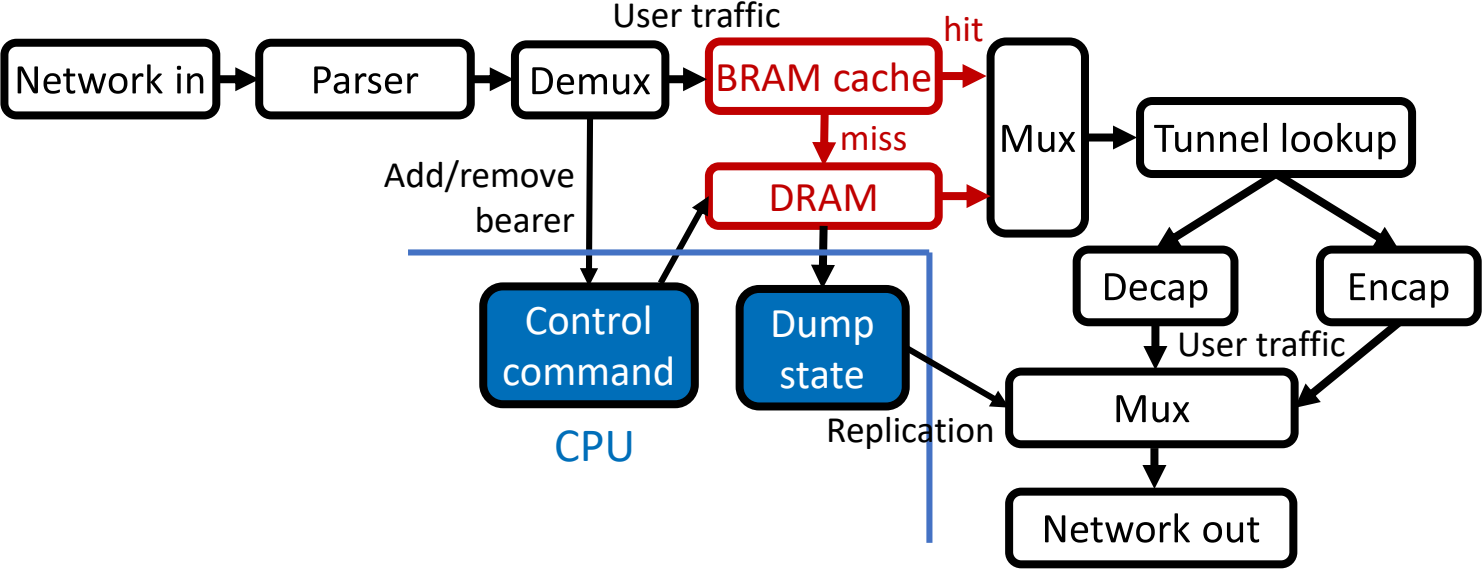 User traffic
hit
Network in
Parser
Demux
BRAM cache
miss
Mux
Tunnel lookup
Add/remove
bearer
DRAM
Decap
Encap
Control
command
Dump
state
User traffic
Mux
Replication
CPU
Network out